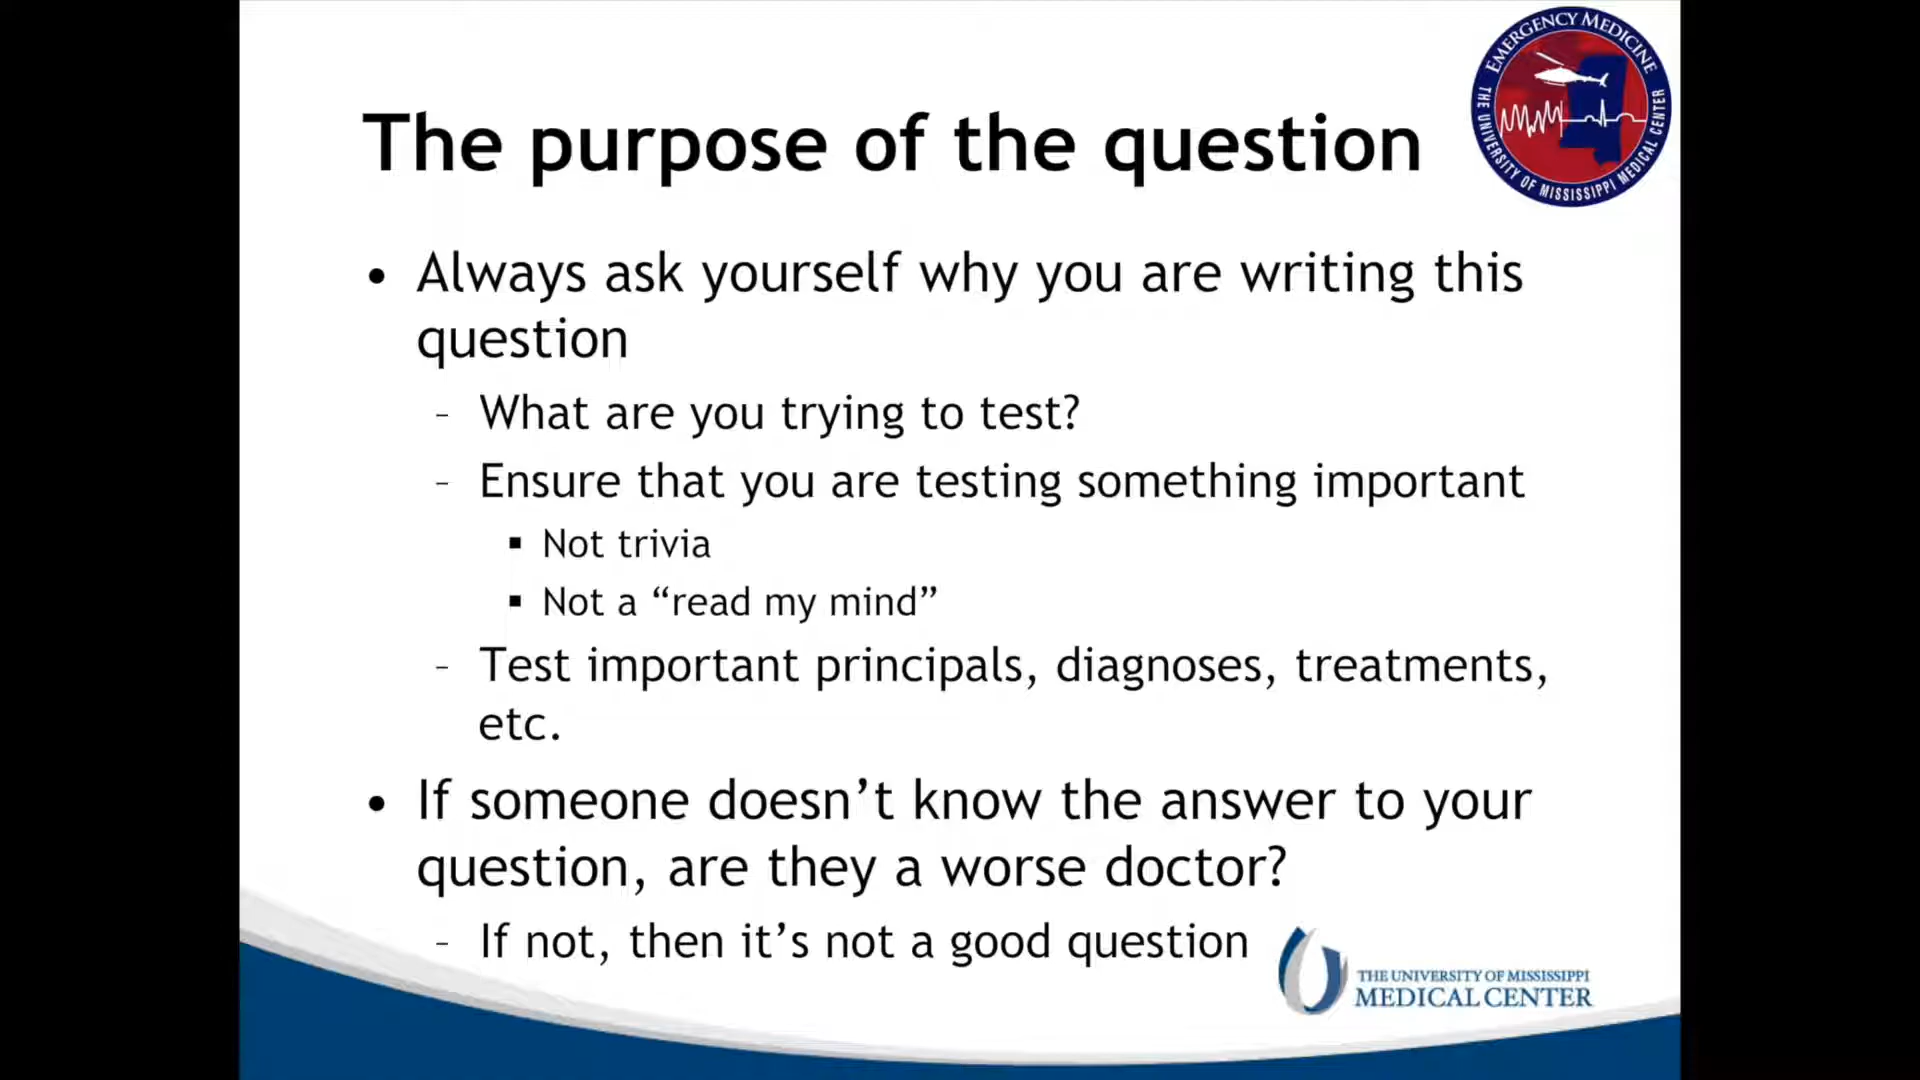 EMERGENCY MEDICINE
THE UNIVERSITY OF MISSISSIPPI MEDICAL CENTER
The purpose of the question
• Always ask yourself why you are writing this
question
– What are you trying to test?
– Ensure that you are testing something important
▪ Not trivia
▪ Not a “read my mind”
– Test important principals, diagnoses, treatments,
etc.
• If someone doesn’t know the answer to your
question, are they a worse doctor?
– If not, then it’s not a good question
THE UNIVERSITY OF MISSISSIPPI
MEDICAL CENTER